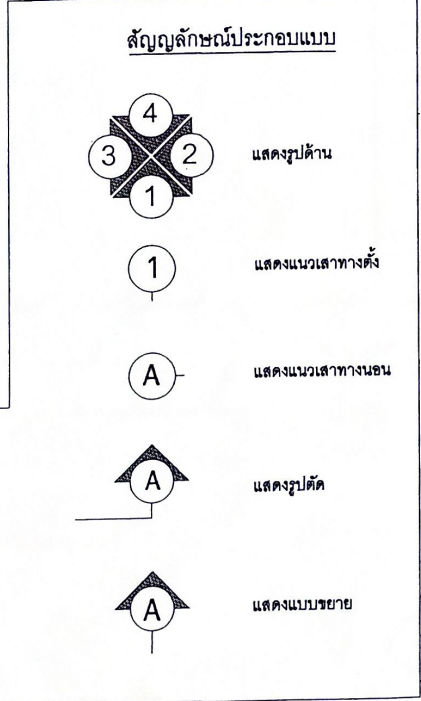 สัญญลักษณ์ประกอบแบบ
4
3 2
1
แสดงรูปด้าน
1
แสดงแนวเสาทางตั้ง
A
แสดงแนวเสาทางนอน
A
แสดงรูปตัด
A
แสดงแบบขยาย